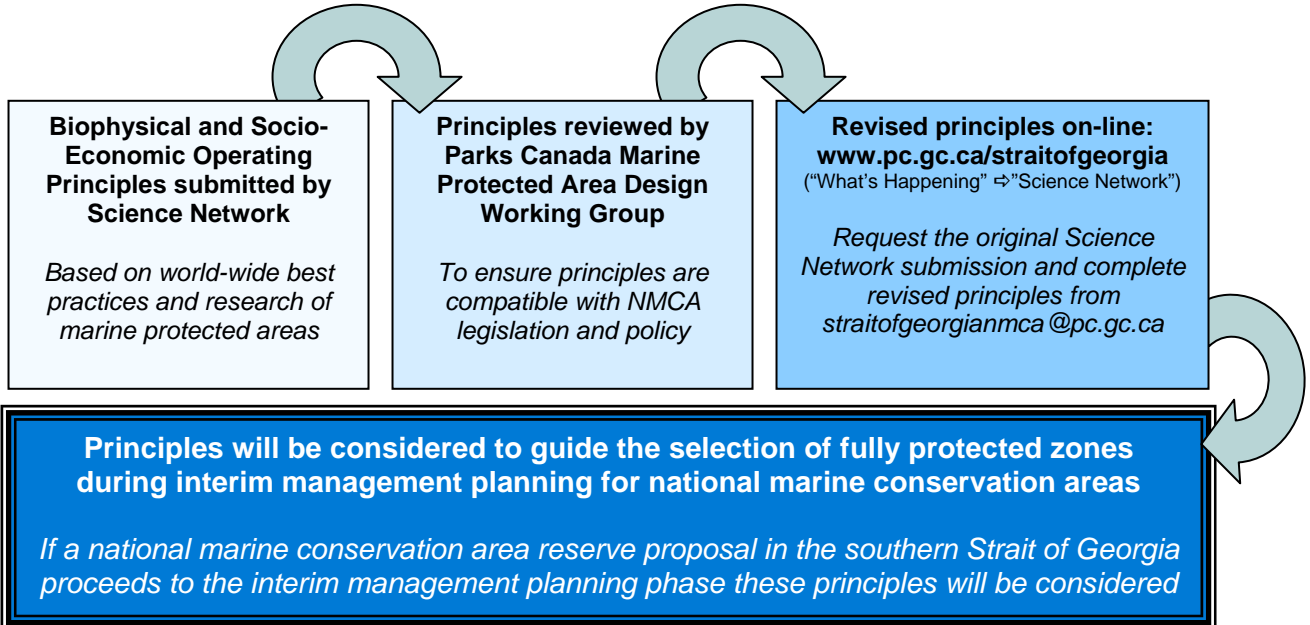 Biophysical and Socio-
Economic Operating
Principles submitted by
Science Network
Based on world-wide best
practices and research of
marine protected areas
Principles reviewed by
Parks Canada Marine
Protected Area Design
Working Group
To ensure principles are
compatible with NMCA
legislation and policy
Revised principles on-line:
www.pc.gc.ca/straitofgeorgia
(“What’s Happening” ⇨”Science Network”)
Request the original Science
Network submission and complete
revised principles from
straitofgeorgianmca@pc.gc.ca
Principles will be considered to guide the selection of fully protected zones
during interim management planning for national marine conservation areas
If a national marine conservation area reserve proposal in the southern Strait of Georgia
proceeds to the interim management planning phase these principles will be considered